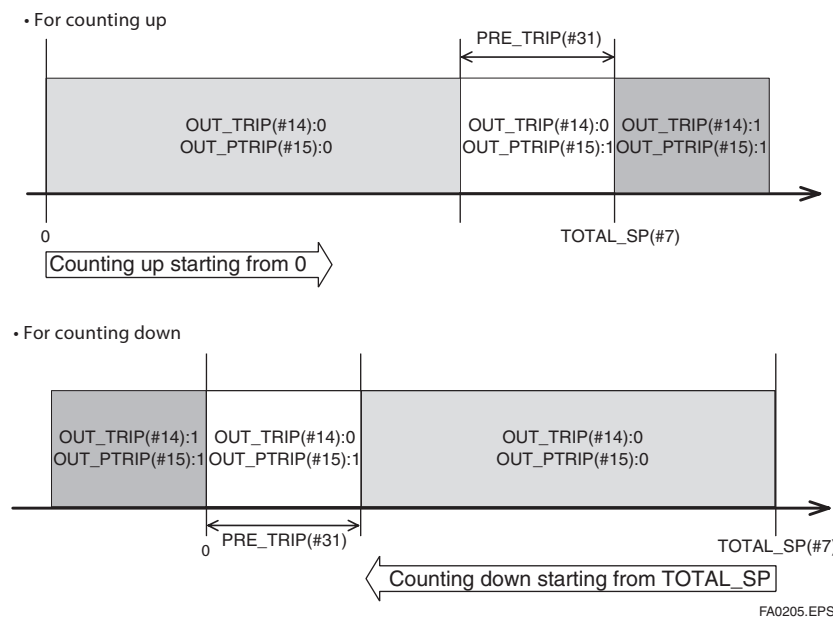 • For counting up
PRE_TRIP(#31)
OUT_TRIP(#14):0
OUT_PTRIP(#15):0
OUT_TRIP(#14):0
OUT_PTRIP(#15):1
OUT_TRIP(#14):1
OUT_PTRIP(#15):1
0
TOTAL_SP(#7)
Counting up starting from 0
• For counting down
OUT_TRIP(#14):1
OUT_PTRIP(#15):1
OUT_TRIP(#14):0
OUT_PTRIP(#15):1
OUT_TRIP(#14):0
OUT_PTRIP(#15):0
0
PRE_TRIP(#31)
TOTAL_SP(#7)
Counting down starting from TOTAL_SP
FA0205.EPS